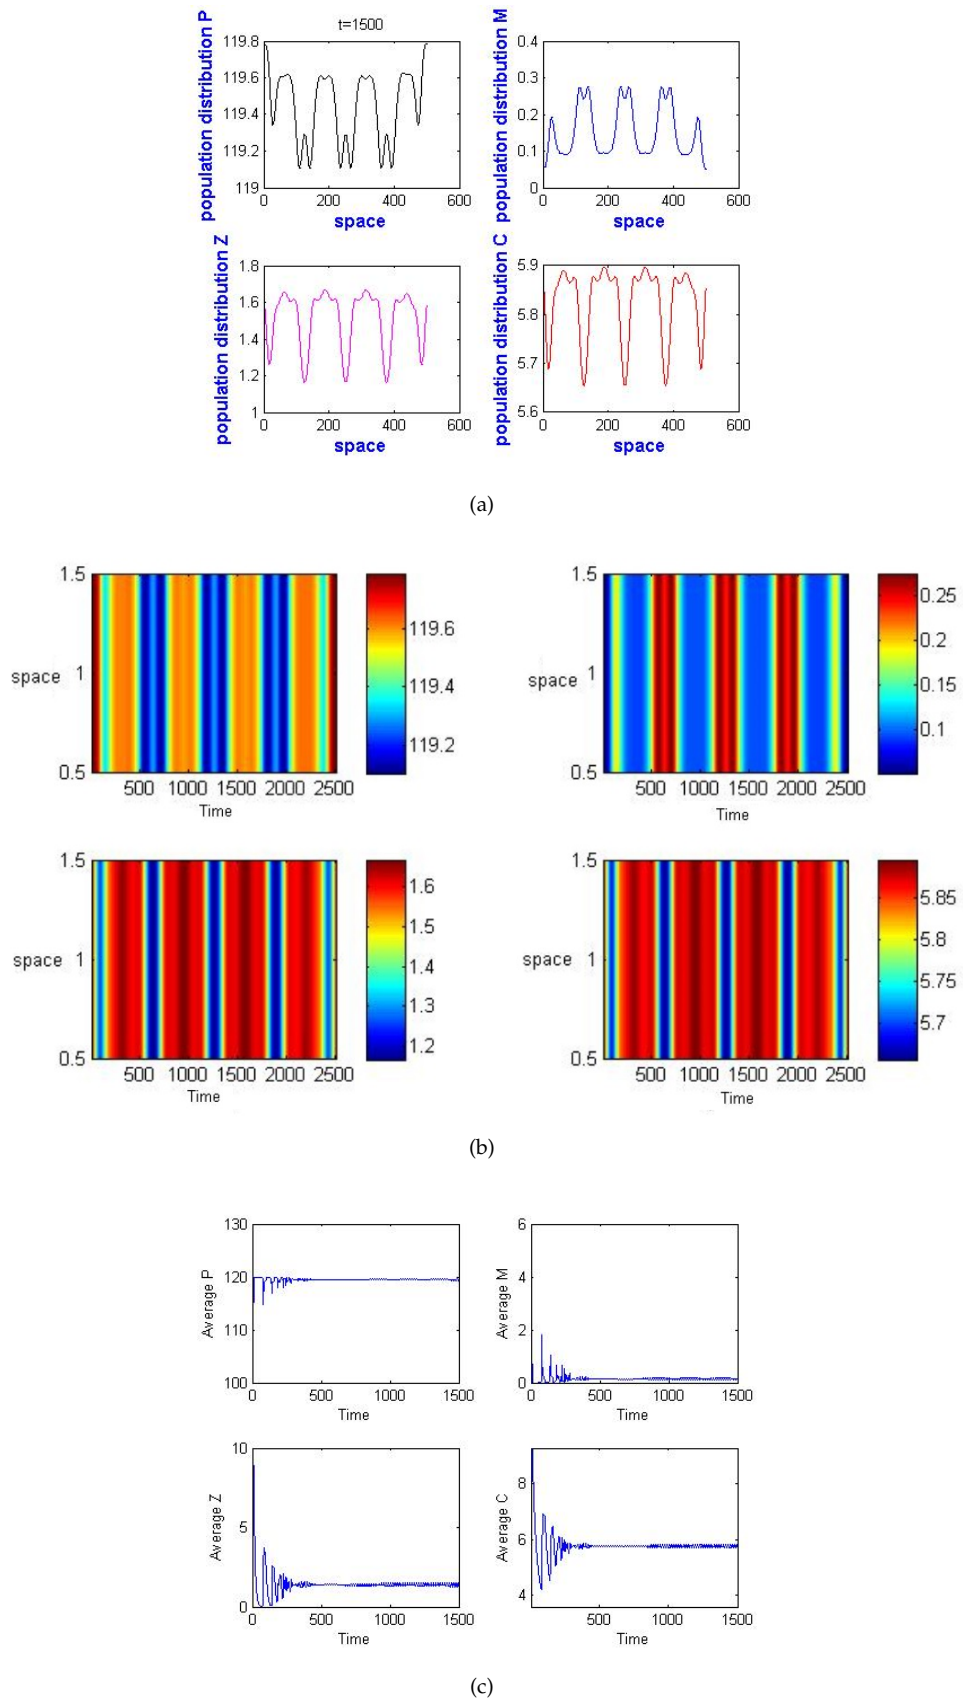 t=1500
population distribution P
119.8
119.6
119.4
119.2
119
0 200 400 600
space
population distribution M
0.4
0.3
0.2
0.1
0
0 200 400 600
space
population distribution Z
1.8
1.6
1.4
1.2
1
0 200 400 600
space
population distribution C
5.9
5.8
5.7
5.6
0 200 400 600
space
(a)
1.5
space 1
0.5
500 1000 1500 2000 2500
Time
119.6
119.4
119.2
1.5
space 1
0.5
500 1000 1500 2000 2500
Time
0.25
0.2
0.15
0.1
1.5
space 1
0.5
500 1000 1500 2000 2500
Time
1.6
1.5
1.4
1.3
1.2
1.5
space 1
0.5
500 1000 1500 2000 2500
Time
5.85
5.8
5.75
5.7
(b)
Average P
130
120
110
100
0 500 1000 1500
Time
Average M
6
4
2
0
0 500 1000 1500
Time
Average Z
10
5
0
0 500 1000 1500
Time
Average C
8
6
4
500 1000 1500
Time
(c)